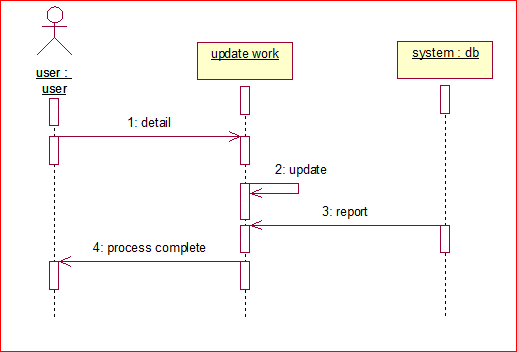 user :
user
update work
system : db
1: detail
2: update
3: report
4: process complete